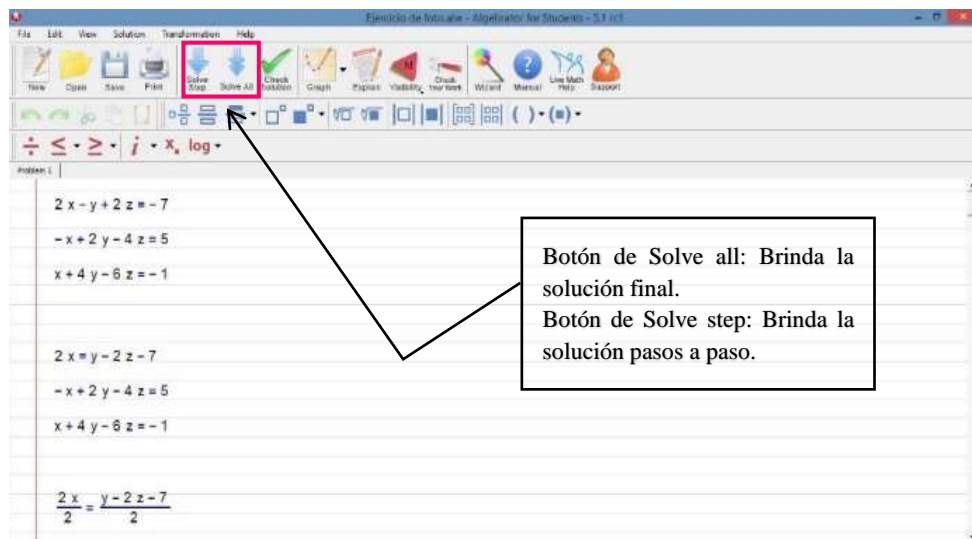 Ejercicio de fotos.alw - Algebrator for Students - 5.1
File Edit View Solution Transformation Help
New Open Save Print Solve Step Solve All Check Solution Graph Explain Visibility Check Your Work Wizard Manual Live Math Help Support
÷ ≤ ≥ i x log
Problem 1
2 x - y + 2 z = - 7
- x + 2 y - 4 z = 5
x + 4 y - 6 z = - 1
Botón de Solve all: Brinda la
solución final.
Botón de Solve step: Brinda la
solución pasos a paso.
2 x = y - 2 z - 7
- x + 2 y - 4 z = 5
x + 4 y - 6 z = - 1
2 x / 2 = y - 2 z - 7 / 2